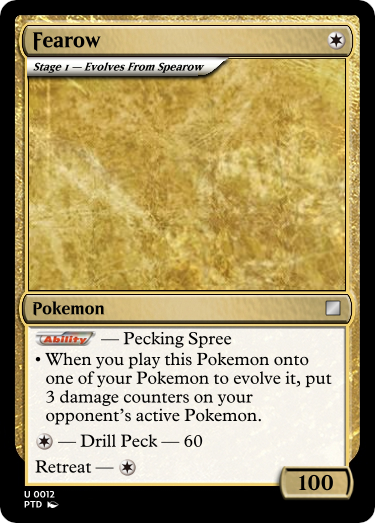 Fearow
Stage 1 — Evolves From Spearow
Pokemon
Ability — Pecking Spree
• When you play this Pokemon onto
one of your Pokemon to evolve it, put
3 damage counters on your
opponent's active Pokemon.
— Drill Peck — 60
Retreat —
100
U 0012
PTD